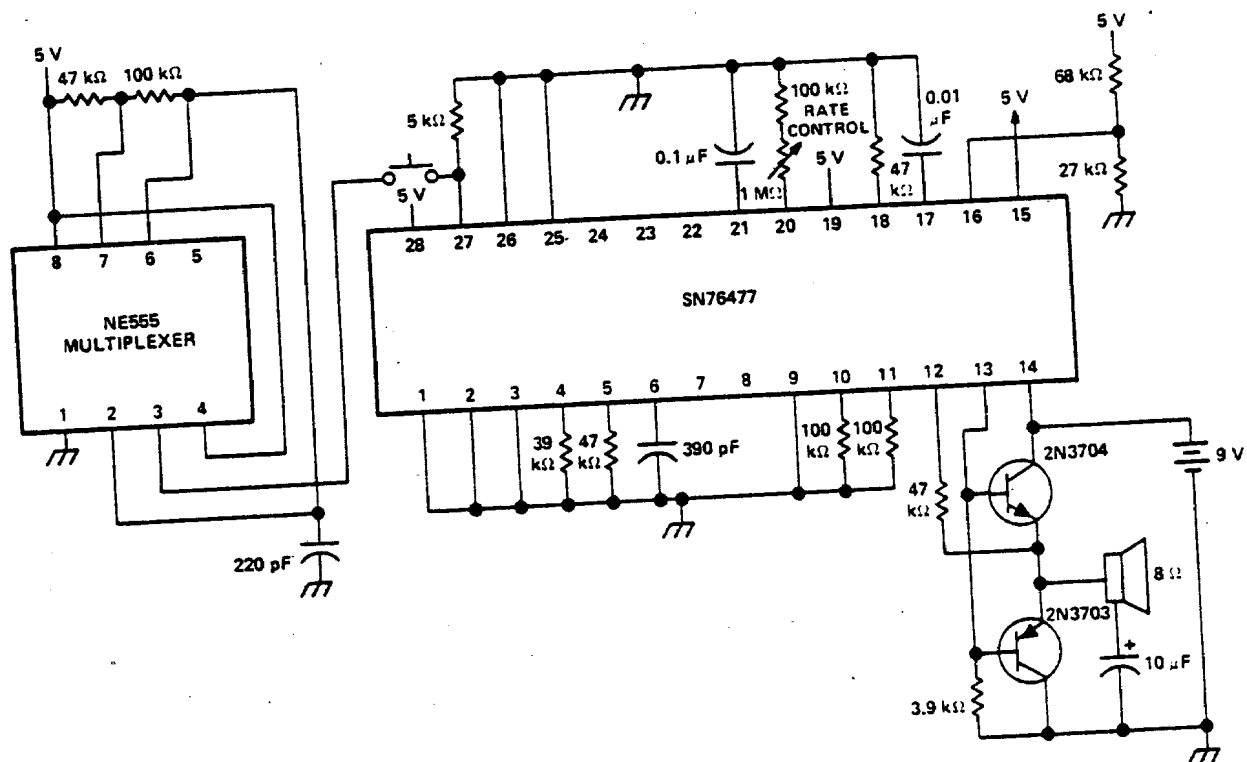 5 V
47 kΩ 100 kΩ
8 7 6 5
NE555
MULTIPLEXER
1 2 3 4
220 pF
5 kΩ
5 V
0.1 μF
100 kΩ
RATE
CONTROL
1 MΩ
5 V
47
kΩ
0.01
μF
5 V
68 kΩ
5 V
27 kΩ
28 27 26 25 24 23 22 21 20 19 18 17 16 15
SN76477
1 2 3 4 5 6 7 8 9 10 11 12 13 14
39
kΩ
47
kΩ
390 pF
100
kΩ
100
kΩ
47
kΩ
2N3704
9 V
8 Ω
2N3703
+
10 μF
3.9 kΩ